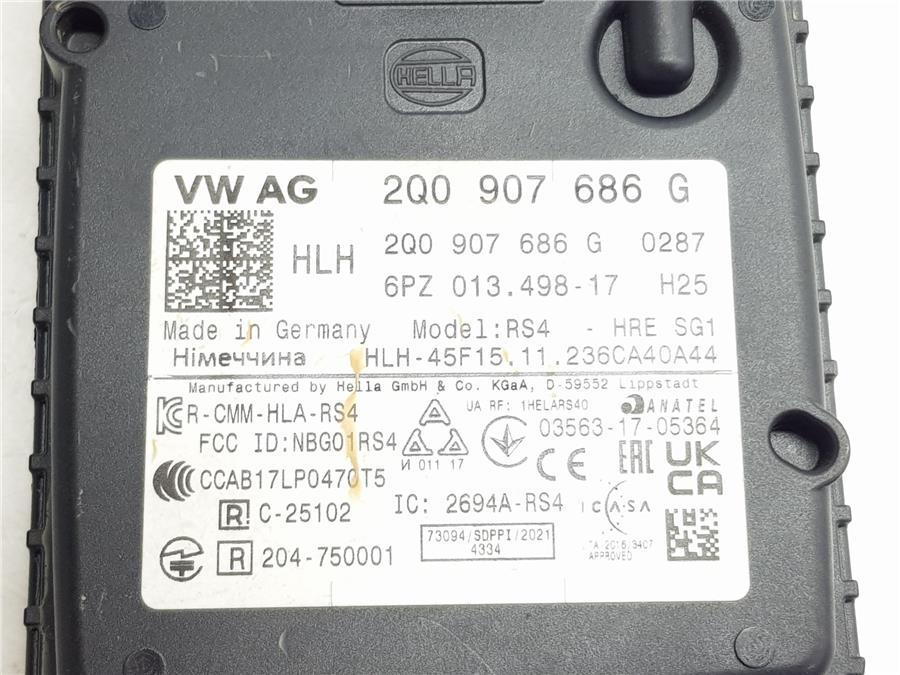 HELLA
VW AG 2Q0 907 686 G
HLH 2Q0 907 686 G 0287
6PZ 013.498-17 H25
Made in Germany Model:RS4 - HRE SG1
Німеччина HLH-45F15.11.236CA40A44
Manufactured by Hella GmbH & Co. KGaA, D-59552 Lippstadt
R-CMM-HLA-RS4 UA RF: 1HELARS40 ANATEL
FCC ID:NBG01RS4 03563-17-05364
И 011 17
CE EAC UK CA
CCAB17LP0470T5
R C-25102 IC: 2694A-RS4 ICASA
R 204-750001 73094/SDPPI/2021
4334
APPROVED